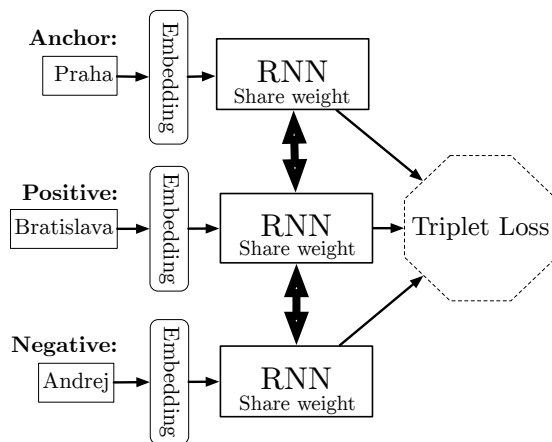 Anchor:
Praha
Embedding
RNN
Share weight
Positive:
Bratislava
Embedding
RNN
Share weight
Triplet Loss
Negative:
Andrej
Embedding
RNN
Share weight